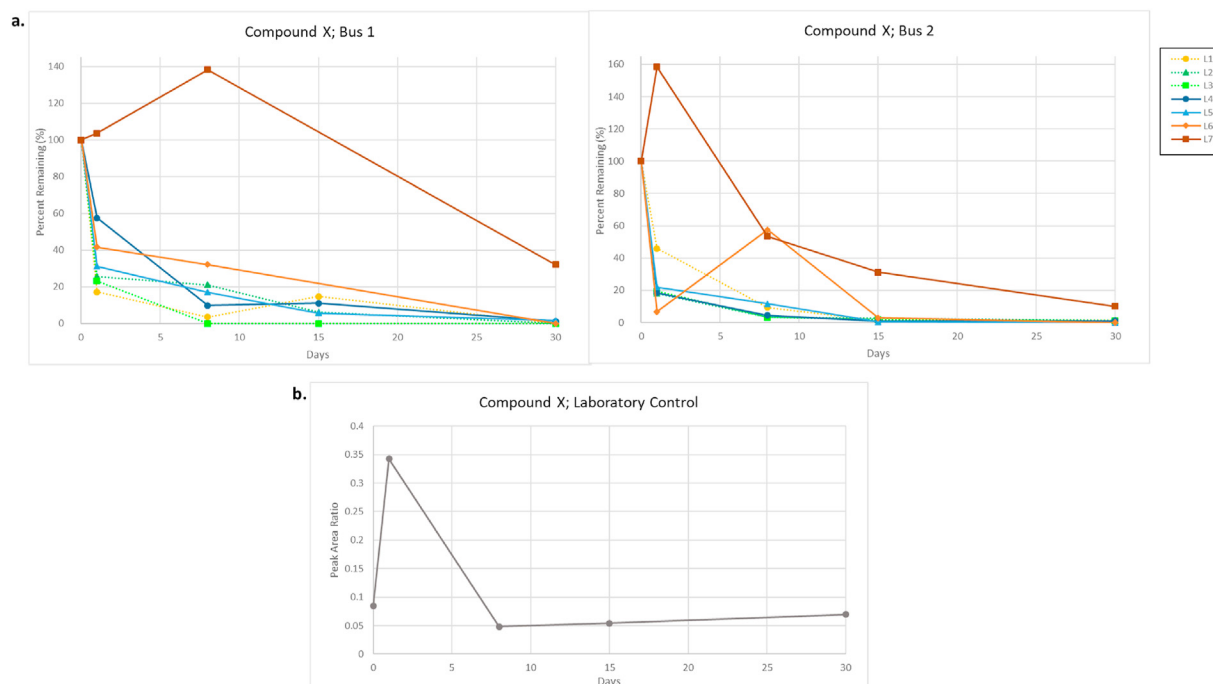 a.
Compound X; Bus 1
Percent Remaining (%)
140
120
100
80
60
40
20
0
0 5 10 15 20 25 30
Days
Compound X; Bus 2
Percent Remaining (%)
160
140
120
100
80
60
40
20
0
0 5 10 15 20 25 30
Days
L1
L2
L3
L4
L5
L6
L7
b.
Compound X; Laboratory Control
Peak Area Ratio
0.4
0.35
0.3
0.25
0.2
0.15
0.1
0.05
0
0 5 10 15 20 25 30
Days